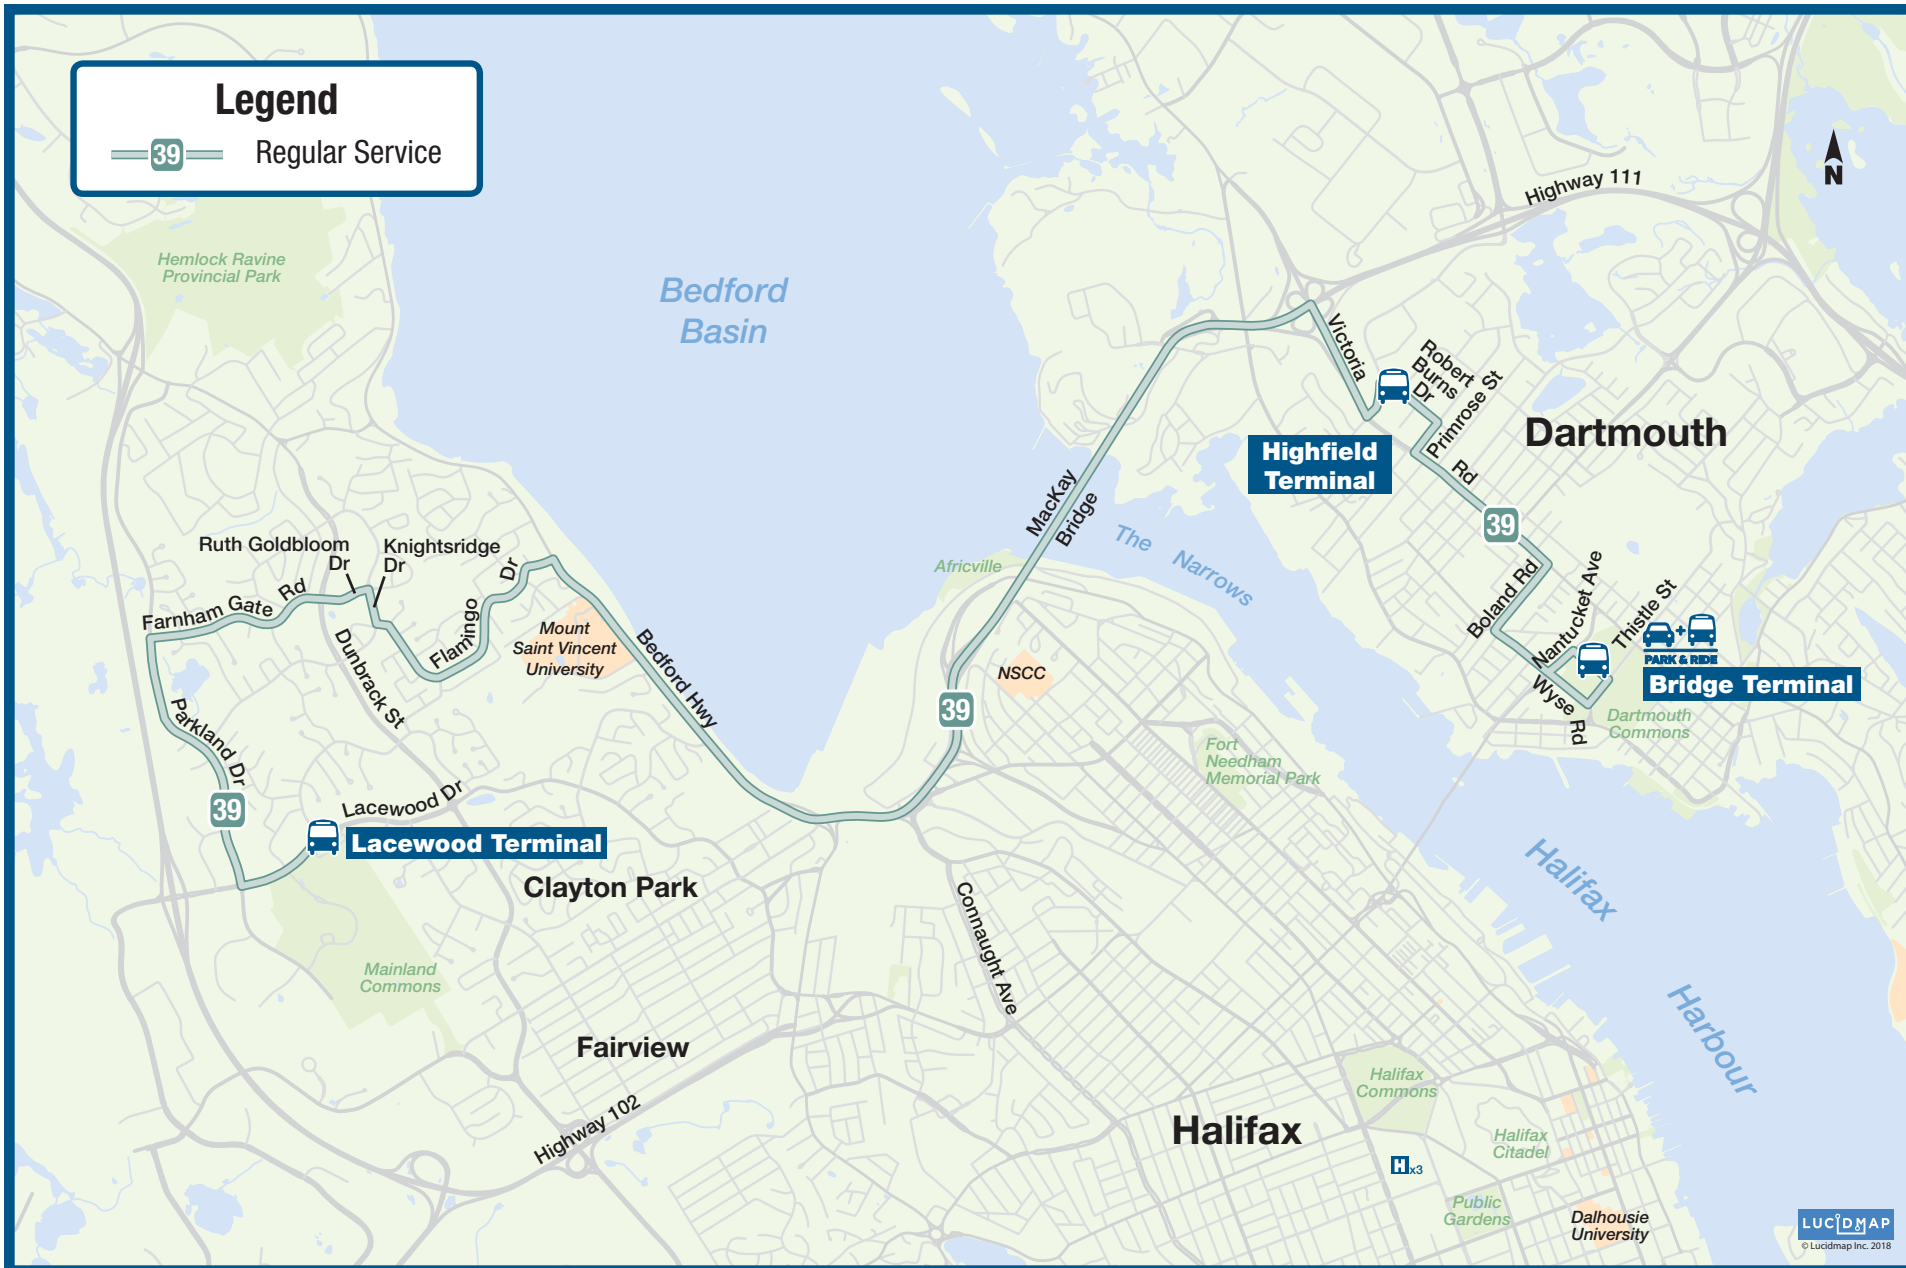 Legend
39 Regular Service
N
Highway 111
Hemlock Ravine
Provincial Park
Bedford
Basin
Victoria
Robert
Burns
Dr
Primrose St
Dartmouth
Highfield
Terminal
Rd
MacKay
Bridge
39
The Narrows
Ruth Goldbloom
Dr
Knightsridge
Dr
Dr
Africville
Nantucket Ave
Boland Rd
Thistle St
Farnham Gate Rd
Flamingo
Mount
Saint Vincent
University
Dunbrack St
Bedford Hwy
NSCC
+
PARK & RIDE
Bridge Terminal
Wyse Rd
Dartmouth
Commons
39
Parkland Dr
Fort
Needham
Memorial Park
39
Lacewood Dr
Lacewood Terminal
Clayton Park
Connaught Ave
Halifax
Harbour
Mainland
Commons
Fairview
Highway 102
Halifax
Commons
Halifax
Halifax
Citadel
H x3
Public
Gardens
Dalhousie
University
LUCIDMAP
© Lucidmap Inc. 2018